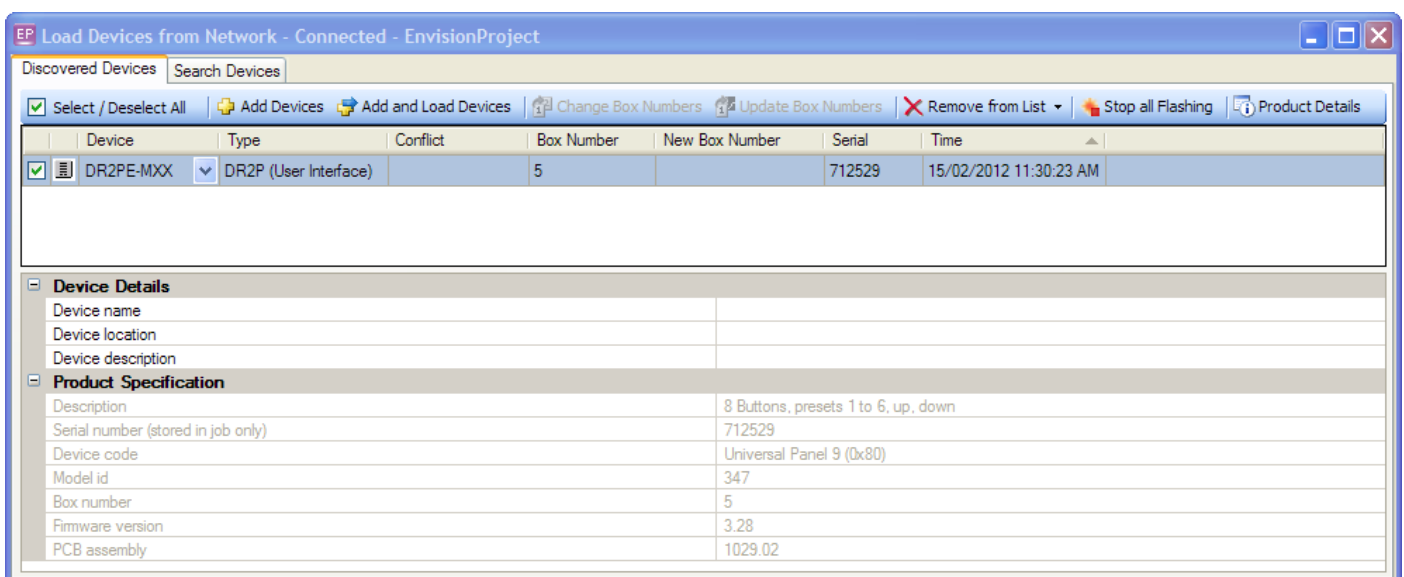 EP Load Devices from Network - Connected - EnvisionProject
Discovered Devices Search Devices
Select / Deselect All Add Devices Add and Load Devices Change Box Numbers Update Box Numbers Remove from List Stop all Flashing Product Details
Device Type Conflict Box Number New Box Number Serial Time
DR2PE-MXX DR2P (User Interface) 5 712529 15/02/2012 11:30:23 AM
Device Details
Device name
Device location
Device description
Product Specification
Description 8 Buttons, presets 1 to 6, up, down
Serial number (stored in job only) 712529
Device code Universal Panel 9 (0x80)
Model id 347
Box number 5
Firmware version 3.28
PCB assembly 1029.02